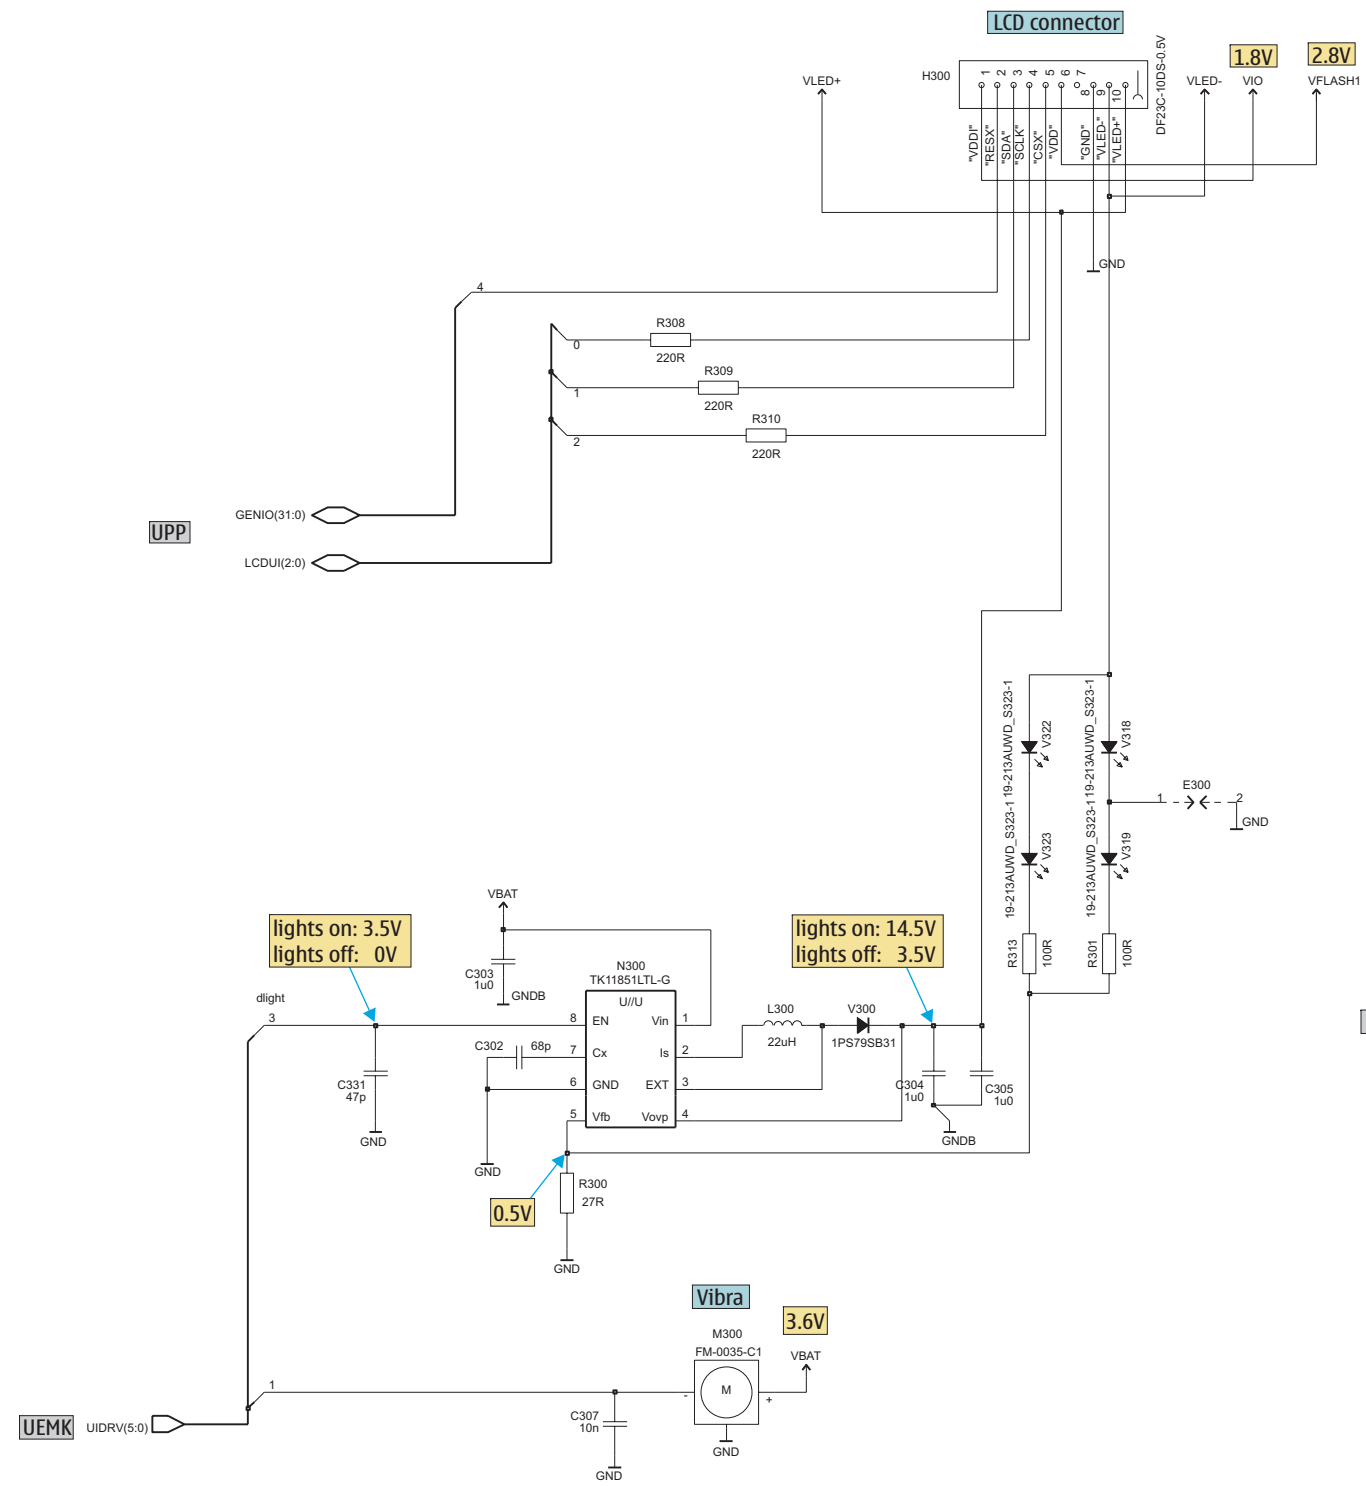 LCD connector
1.8V
2.8V
VLED+
H300
1
2
3
4
5
6
7
8
9
10
DF23C-10DS-0.5V
VLED-
VIO
VFLASH1
"VDDI"
"RESX"
"SDA"
"SCLK"
"CSX"
"VDD"
"GND"
"VLED-"
"VLED+"
GND
4
R308
0
220R
R309
1
220R
R310
2
220R
GENIO(31:0)
UPP
LCDUI(2:0)
19-213AUWD_S323-1
V322
19-213AUWD_S323-1
V318
E300
1
2
GND
19-213AUWD_S323-1
V323
19-213AUWD_S323-1
V319
R313
100R
R301
100R
VBAT
lights on: 3.5V
lights off: 0V
lights on: 14.5V
lights off: 3.5V
C303
1u0
GNDB
N300
TK11851LTL-G
U//U
dlight
3
8
EN
Vin
1
L300
22uH
V300
1PS79SB31
C302
68p
7
Cx
Is
2
6
GND
EXT
3
5
Vfb
Vovp
4
C331
47p
GND
C304
1u0
C305
1u0
GNDB
GND
0.5V
R300
27R
GND
Vibra
3.6V
M300
FM-0035-C1
VBAT
M
-
+
1
C307
10n
GND
GND
UEMK
UIDRV(5:0)